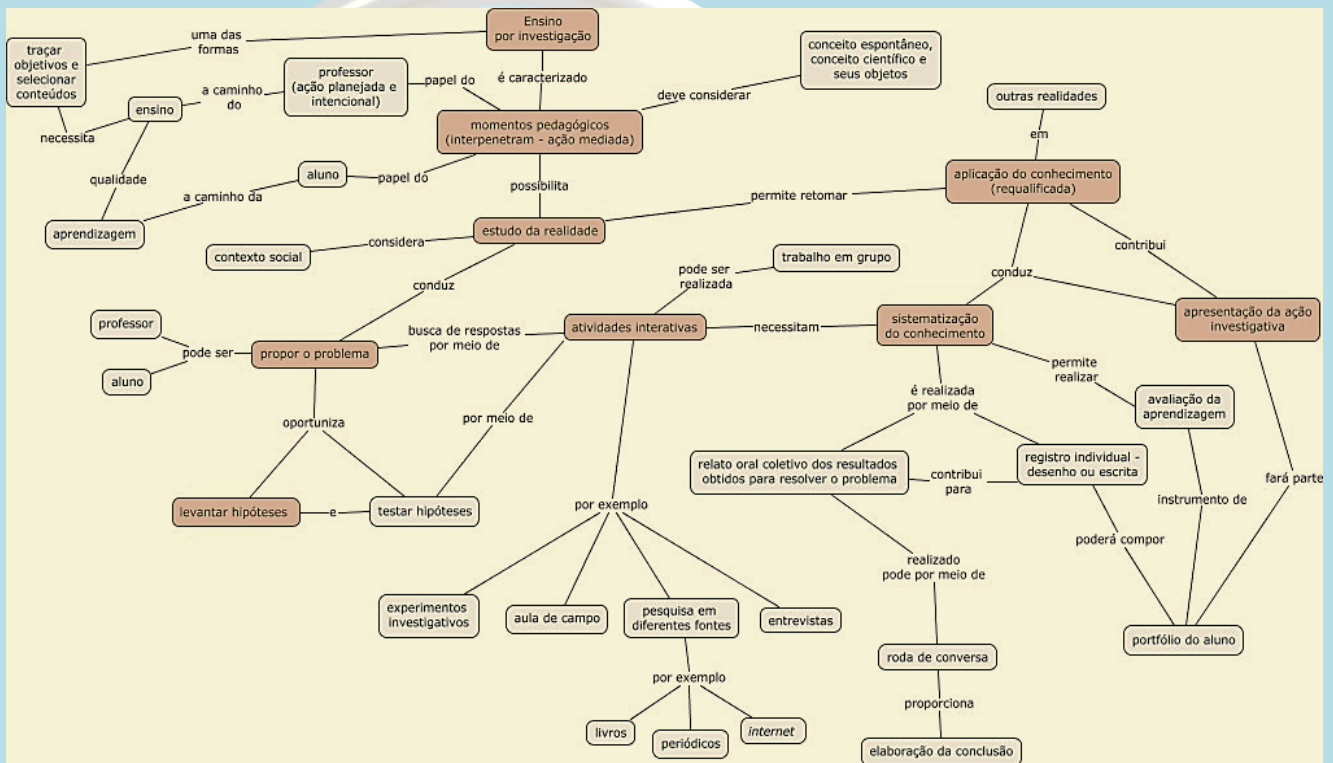 Ensino
por investigação
uma das
formas
traçar
objetivos e
selecionar
conteúdos
professor
(ação planejada e
intencional)
papel do
é caracterizado
conceito espontâneo,
conceito científico e
seus objetos
deve considerar
a caminho
do
ensino
necessita
momentos pedagógicos
(interpenetram - ação mediada)
outras realidades
em
aplicação do conhecimento
(requalificada)
qualidade
aluno
papel do
a caminho da
aprendizagem
possibilita
permite retomar
estudo da realidade
considera
contexto social
conduz
contribui
conduz
pode ser
realizada
trabalho em grupo
professor
pode ser
aluno
propor o problema
busca de respostas
por meio de
atividades interativas
necessitam
sistematização
do conhecimento
apresentação da ação
investigativa
oportuniza
por meio de
é realizada
por meio de
permite
realizar
avaliação da
aprendizagem
relato oral coletivo dos resultados
obtidos para resolver o problema
contribui
para
registro individual -
desenho ou escrita
fará parte
levantar hipóteses
e
testar hipóteses
por exemplo
instrumento de
poderá compor
realizado
pode por meio de
experimentos
investigativos
aula de campo
pesquisa em
diferentes fontes
entrevistas
portfólio do aluno
roda de conversa
por exemplo
proporciona
livros
periódicos
internet
elaboração da conclusão